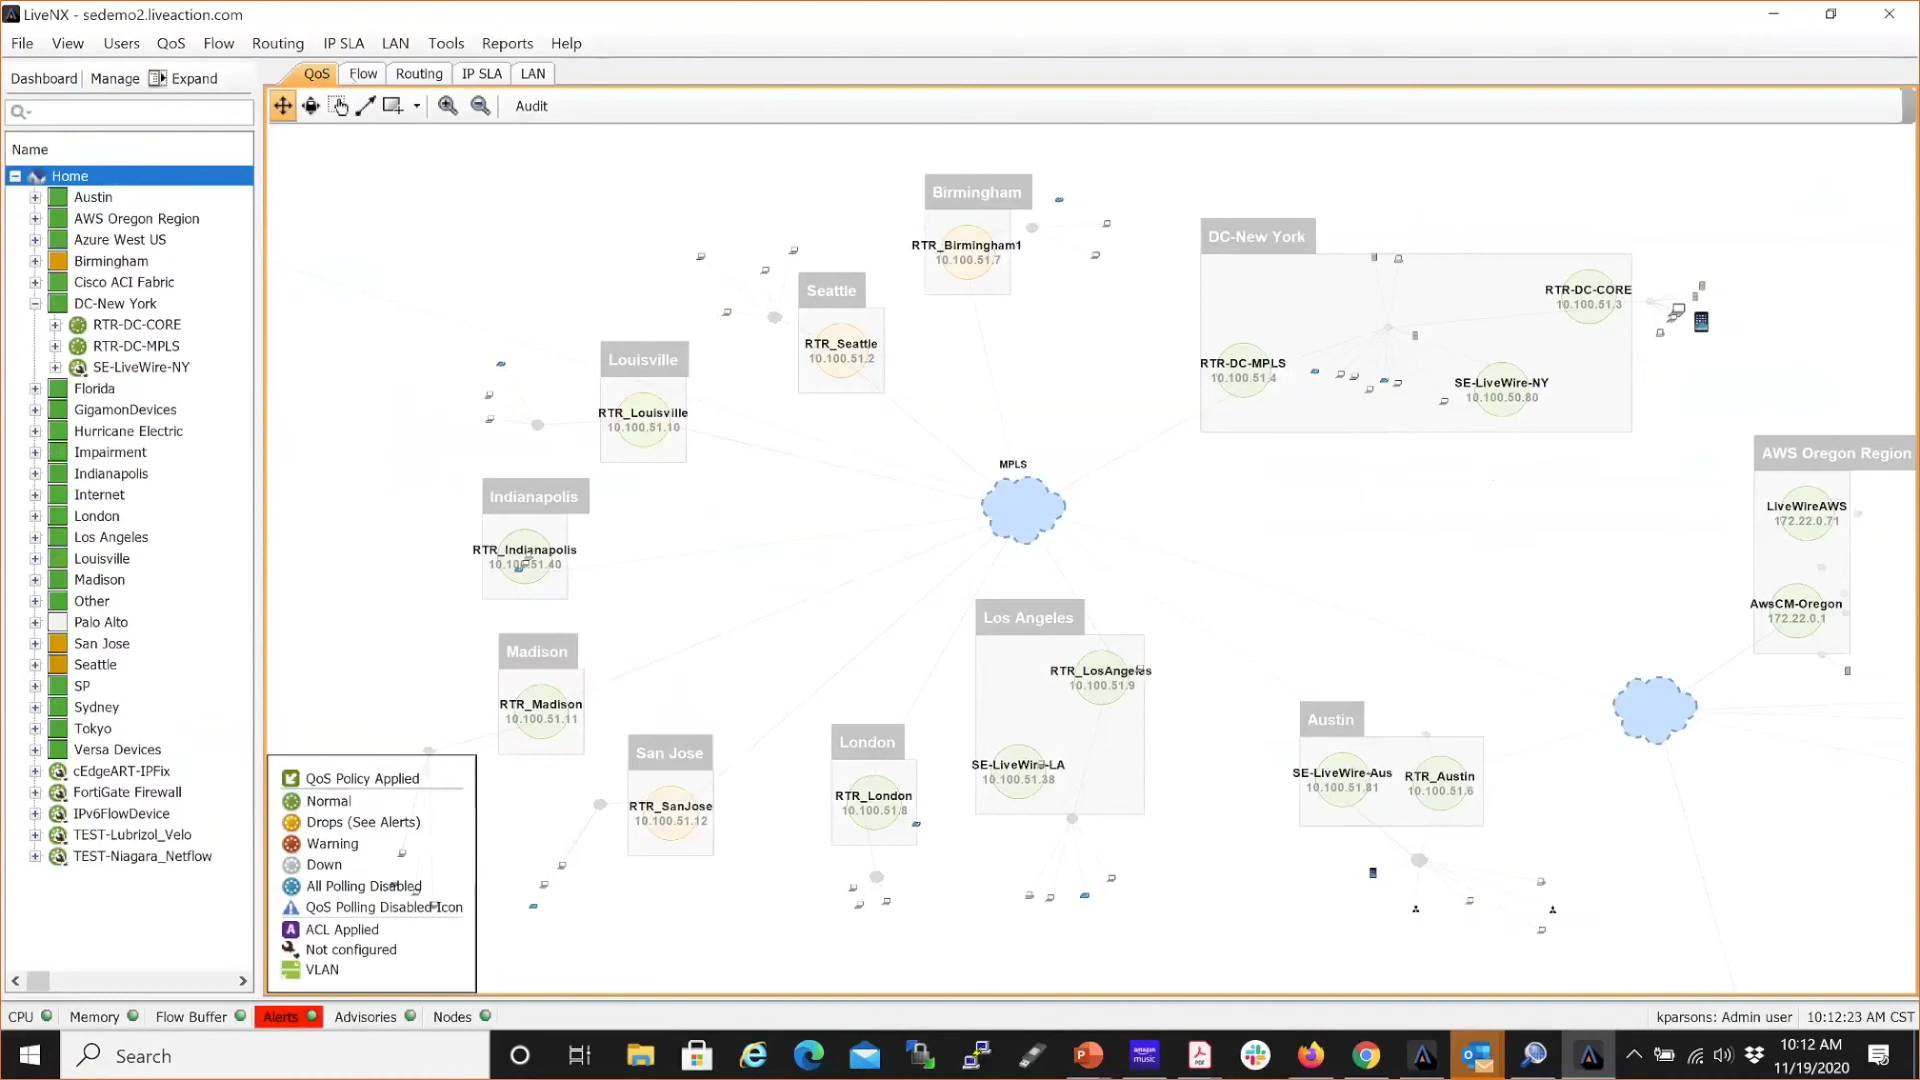 LiveNX - sedemo2.liveaction.com
File View Users QoS Flow Routing IP SLA LAN Tools Reports Help
Dashboard Manage Expand
QoS Flow Routing IP SLA LAN
Audit
Name
Home
Austin
AWS Oregon Region
Azure West US
Birmingham
Cisco ACI Fabric
DC-New York
RTR-DC-CORE
RTR-DC-MPLS
SE-LiveWire-NY
Florida
GigamonDevices
Hurricane Electric
Impairment
Indianapolis
Internet
London
Los Angeles
Louisville
Madison
Other
Palo Alto
San Jose
Seattle
SP
Sydney
Tokyo
Versa Devices
cEdgeART-IPFix
FortiGate Firewall
IPv6FlowDevice
TEST-Lubrizol_Velo
TEST-Niagara_Netflow
Birmingham
RTR_Birmingham1
10.100.51.7
DC-New York
RTR-DC-CORE
10.100.51.3
RTR-DC-MPLS
10.100.51.4
SE-LiveWire-NY
10.100.50.80
Seattle
RTR_Seattle
10.100.51.2
Louisville
RTR_Louisville
10.100.51.10
MPLS
AWS Oregon Region
LiveWireAWS
172.22.0.71
AwsCM-Oregon
172.22.0.1
Indianapolis
RTR_Indianapolis
10.100.51.40
Los Angeles
RTR_LosAngeles
10.100.51.9
SE-LiveWire-LA
10.100.51.38
Madison
RTR_Madison
10.100.51.11
San Jose
RTR_SanJose
10.100.51.12
London
RTR_London
10.100.51.8
Austin
SE-LiveWire-Aus
10.100.51.81
RTR_Austin
10.100.51.6
QoS Policy Applied
Normal
Drops (See Alerts)
Warning
Down
All Polling Disabled
QoS Polling Disabled Icon
ACL Applied
Not configured
VLAN
CPU Memory Flow Buffer Alerts Advisories Nodes
kparsons: Admin user 10:12:23 AM CST
Search
amazon music
10:12 AM
11/19/2020